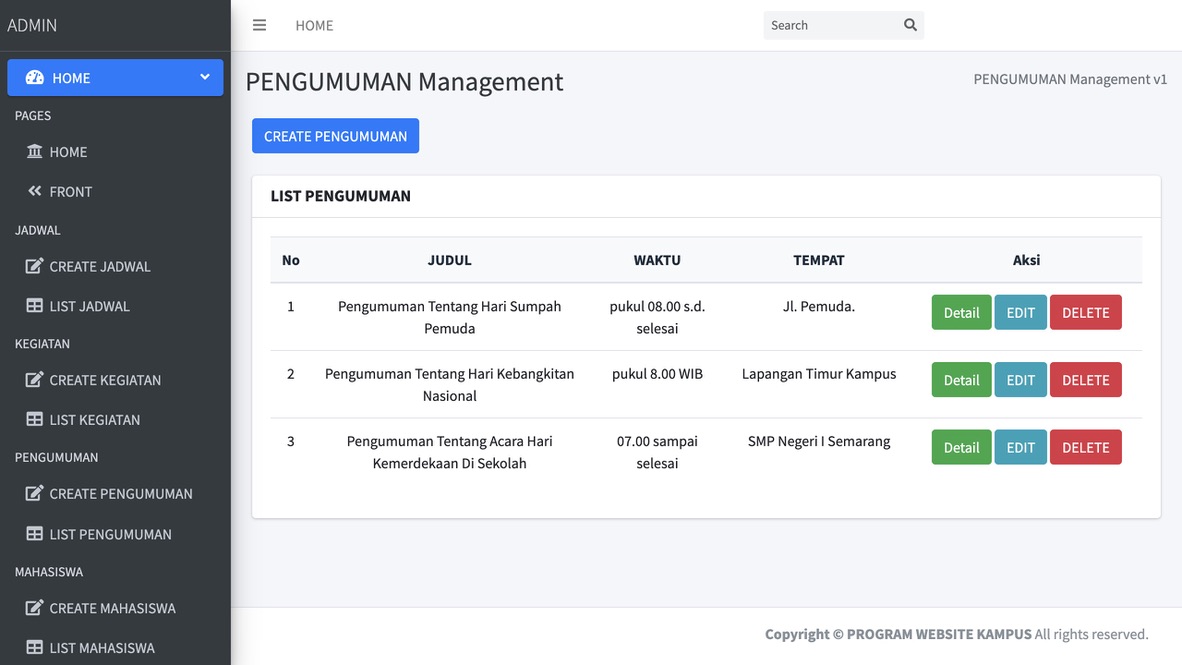 ADMIN
HOME
PAGES
HOME
FRONT
JADWAL
CREATE JADWAL
LIST JADWAL
KEGIATAN
CREATE KEGIATAN
LIST KEGIATAN
PENGUMUMAN
CREATE PENGUMUMAN
LIST PENGUMUMAN
MAHASISWA
CREATE MAHASISWA
LIST MAHASISWA
HOME
Search
PENGUMUMAN Management
PENGUMUMAN Management v1
CREATE PENGUMUMAN
LIST PENGUMUMAN
No JUDUL WAKTU TEMPAT Aksi
1 Pengumuman Tentang Hari Sumpah pukul 08.00 s.d. Jl. Pemuda. Detail EDIT DELETE
Pemuda selesai
2 Pengumuman Tentang Hari Kebangkitan pukul 8.00 WIB Lapangan Timur Kampus Detail EDIT DELETE
Nasional
3 Pengumuman Tentang Acara Hari 07.00 sampai SMP Negeri I Semarang Detail EDIT DELETE
Kemerdekaan Di Sekolah selesai
Copyright © PROGRAM WEBSITE KAMPUS All rights reserved.